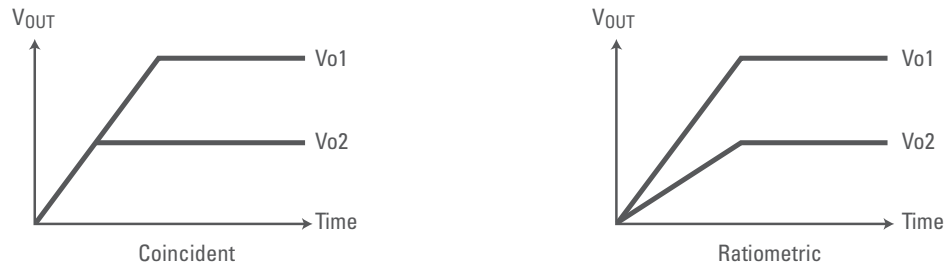 VOUT
Vo1
Vo2
Time
Coincident
VOUT
Vo1
Vo2
Time
Ratiometric